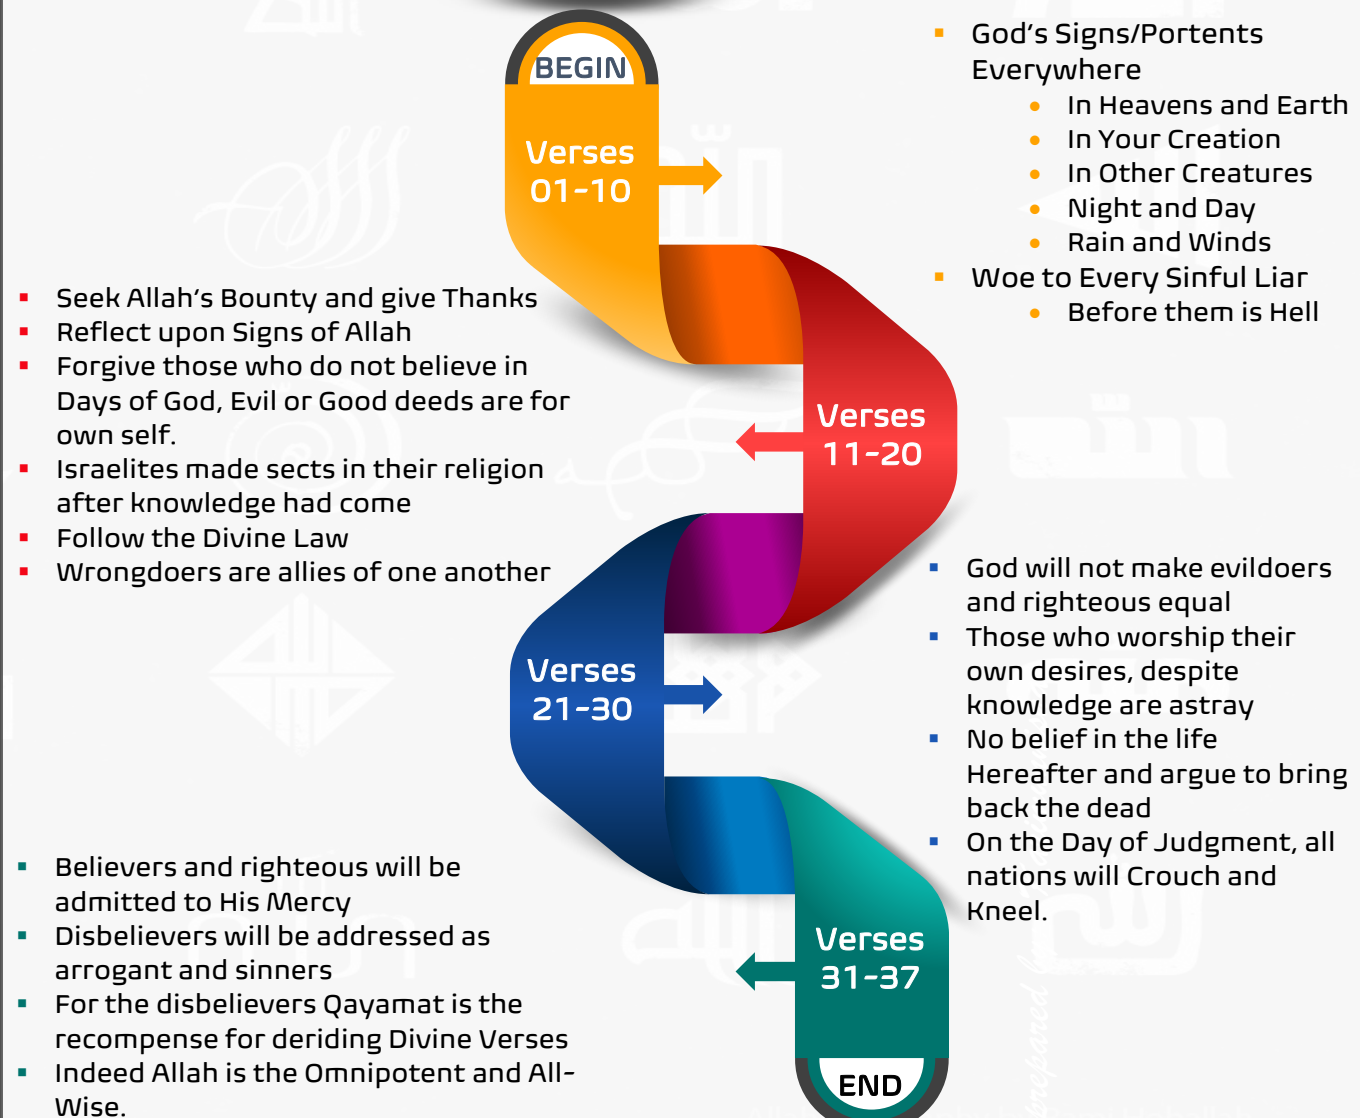 BEGIN
Verses
01-10
▪ God's Signs/Portents
Everywhere
• In Heavens and Earth
• In Your Creation
• In Other Creatures
• Night and Day
• Rain and Winds
▪ Woe to Every Sinful Liar
• Before them is Hell
Verses
11-20
▪ Seek Allah's Bounty and give Thanks
▪ Reflect upon Signs of Allah
▪ Forgive those who do not believe in
Days of God, Evil or Good deeds are for
own self.
▪ Israelites made sects in their religion
after knowledge had come
▪ Follow the Divine Law
▪ Wrongdoers are allies of one another
Verses
21-30
▪ God will not make evildoers
and righteous equal
▪ Those who worship their
own desires, despite
knowledge are astray
▪ No belief in the life
Hereafter and argue to bring
back the dead
▪ On the Day of Judgment, all
nations will Crouch and
Kneel.
Verses
31-37
▪ Believers and righteous will be
admitted to His Mercy
▪ Disbelievers will be addressed as
arrogant and sinners
▪ For the disbelievers Qayamat is the
recompense for deriding Divine Verses
▪ Indeed Allah is the Omnipotent and All-
Wise.
END
prepared